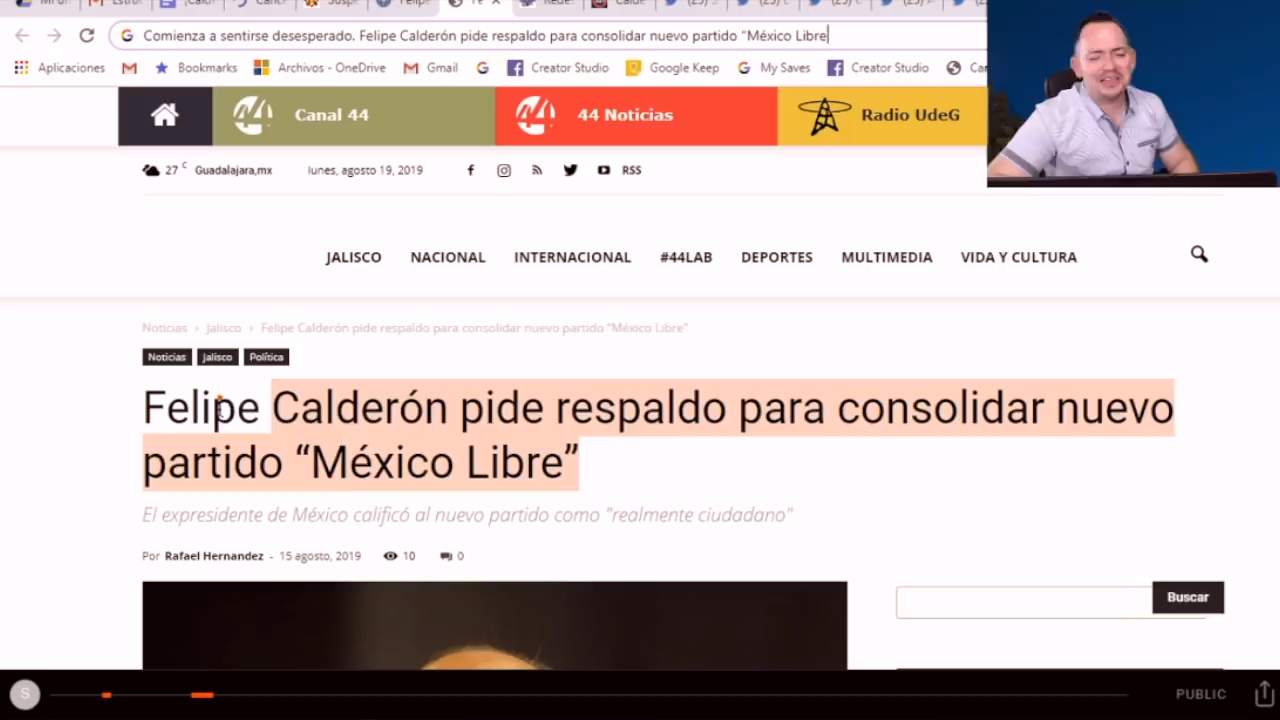 Comienza a sentirse desesperado. Felipe Calderón pide respaldo para consolidar nuevo partido "México Libre
Aplicaciones Bookmarks Archivos - OneDrive Gmail Creator Studio Google Keep My Saves Creator Studio
44 Canal 44 44 44 Noticias Radio UdeG
27 C Guadalajara,mx lunes, agosto 19, 2019 RSS
JALISCO NACIONAL INTERNACIONAL #44LAB DEPORTES MULTIMEDIA VIDA Y CULTURA
Noticias › Jalisco › Felipe Calderón pide respaldo para consolidar nuevo partido "México Libre"
Noticias Jalisco Política
Felipe Calderón pide respaldo para consolidar nuevo
partido “México Libre”
El expresidente de México calificó al nuevo partido como "realmente ciudadano"
Por Rafael Hernandez - 15 agosto, 2019 10 0
Buscar
S PUBLIC